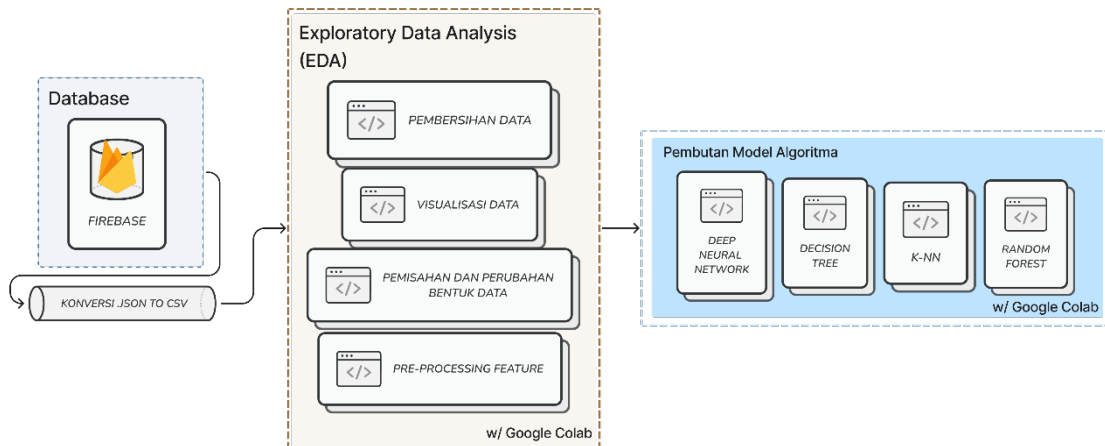 Database
FIREBASE
KONVERSI .JSON TO CSV
Exploratory Data Analysis
(EDA)
</>
PEMBERSIHAN DATA
</>
VISUALISASI DATA
</>
PEMISAHAN DAN PERUBAHAN
BENTUK DATA
</>
PRE-PROCESSING FEATURE
w/ Google Colab
Pembutan Model Algoritma
</>
DEEP
NEURAL
NETWORK
</>
DECISION
TREE
</>
K-NN
</>
RANDOM
FOREST
w/ Google Colab